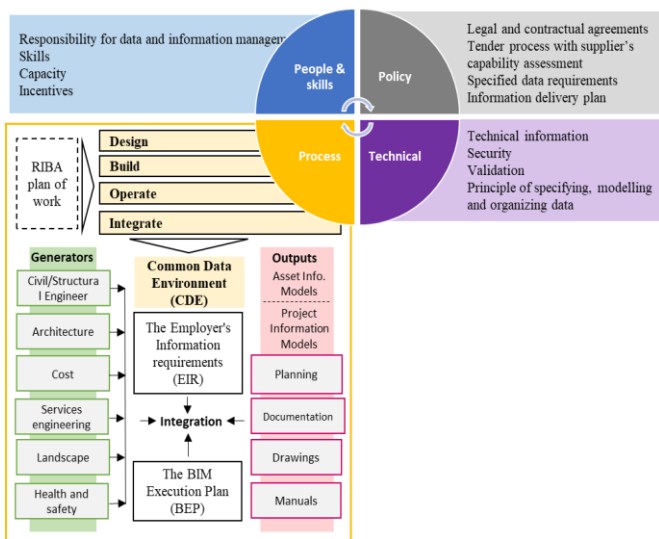 Responsibility for data and information manageme
Skills
Capacity
Incentives
People &
skills
Policy
Legal and contractual agreements
Tender process with supplier's
capability assessment
Specified data requirements
Information delivery plan
Process
Technical
Technical information
Security
Validation
Principle of specifying, modelling
and organizing data
RIBA
plan of
work
Design
Build
Operate
Integrate
Generators
Civil/Structura
l Engineer
Architecture
Cost
Services
engineering
Landscape
Health and
safety
Common Data
Environment
(CDE)
The Employer's
Information
requirements
(EIR)
Integration
The BIM
Execution Plan
(BEP)
Outputs
Asset Info.
Models
Project
Information
Models
Planning
Documentation
Drawings
Manuals